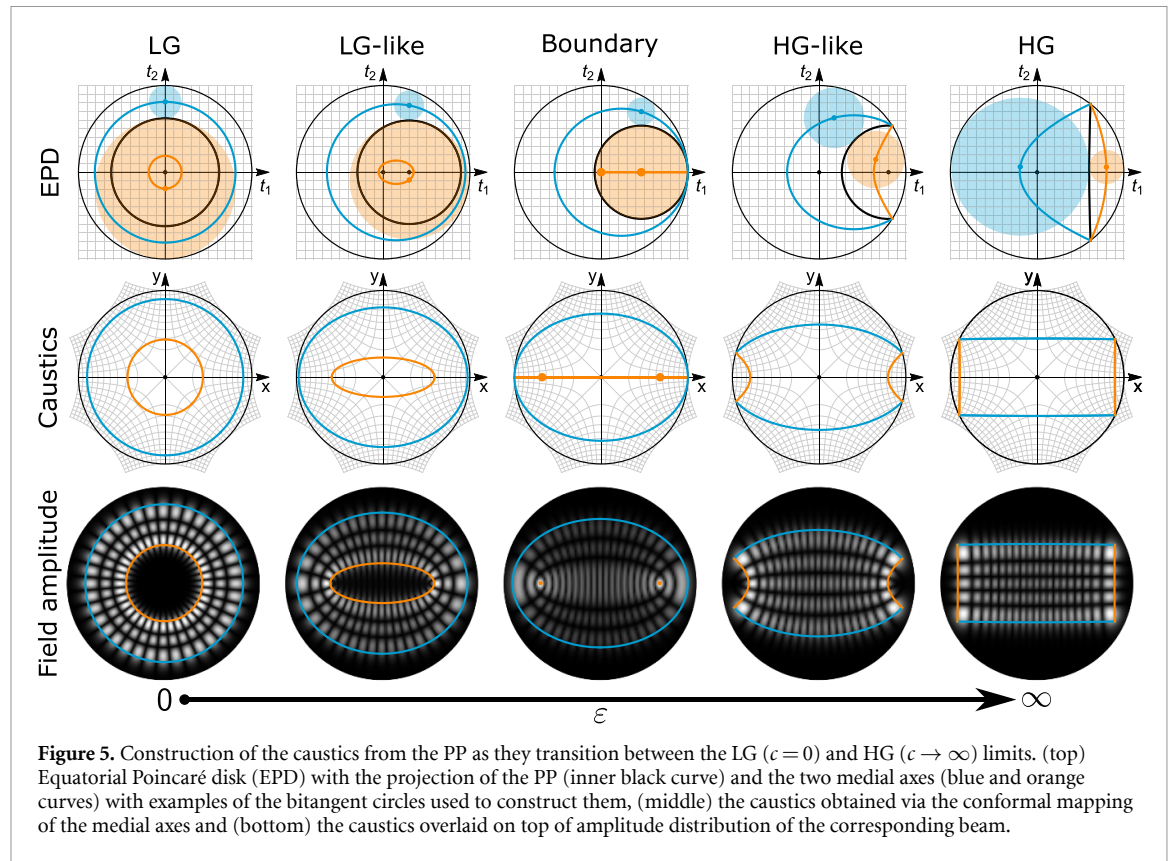 LG LG-like Boundary HG-like HG
EPD
t₂ t₂ t₂ t₂ t₂
t₁ t₁ t₁ t₁ t₁
Caustics
y y y y y
x x x x x
Field amplitude
0 ∞
ε
Figure 5. Construction of the caustics from the PP as they transition between the LG (c = 0) and HG (c → ∞) limits. (top)
Equatorial Poincaré disk (EPD) with the projection of the PP (inner black curve) and the two medial axes (blue and orange
curves) with examples of the bitangent circles used to construct them, (middle) the caustics obtained via the conformal mapping
of the medial axes and (bottom) the caustics overlaid on top of amplitude distribution of the corresponding beam.